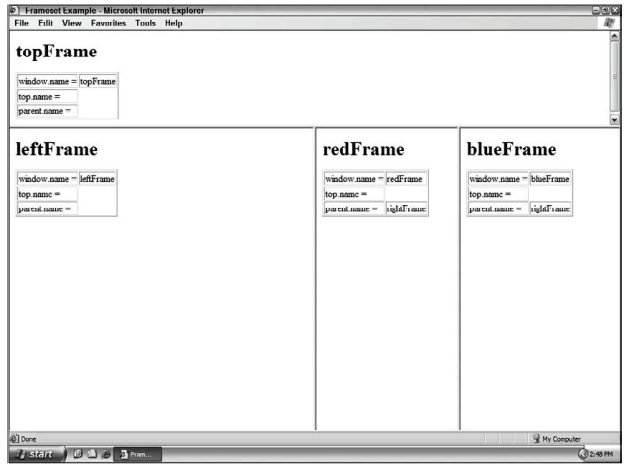 Frameset Example - Microsoft Internet Explorer
File Edit View Favorites Tools Help
topFrame
window.name = topFrame
top.name =
parent.name =
leftFrame
window.name = leftFrame
top.name =
parent.name =
redFrame
window.name = redFrame
top.name =
parent.name = rightFrame
blueFrame
window.name = blueFrame
top.name =
parent.name = rightFrame
Done
My Computer
start
Fram...
2:48 PM